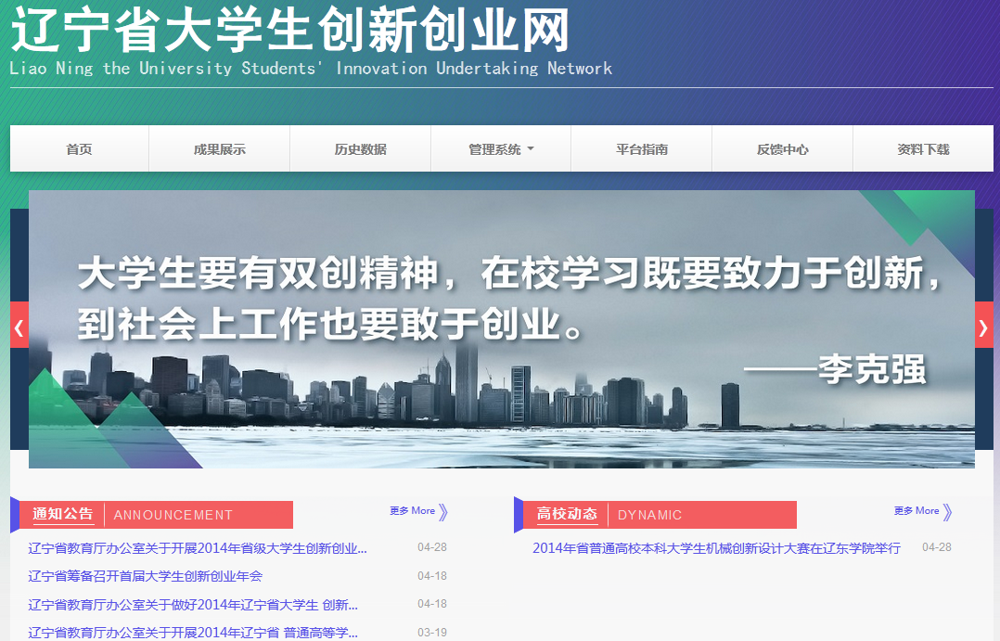 辽宁省大学生创新创业网
Liao Ning the University Students' Innovation Undertaking Network
首页 成果展示 历史数据 管理系统 平台指南 反馈中心 资料下载
大学生要有双创精神，在校学习既要致力于创新，
到社会上工作也要敢于创业。
——李克强
通知公告 ANNOUNCEMENT 更多 More
辽宁省教育厅办公室关于开展2014年省级大学生创新创业... 04-28
辽宁省筹备召开首届大学生创新创业年会 04-18
辽宁省教育厅办公室关于做好2014年辽宁省大学生 创新... 04-18
辽宁省教育厅办公室关于开展2014年辽宁省 普通高等学... 03-19
高校动态 DYNAMIC 更多 More
2014年省普通高校本科大学生机械创新设计大赛在辽东学院举行 04-28